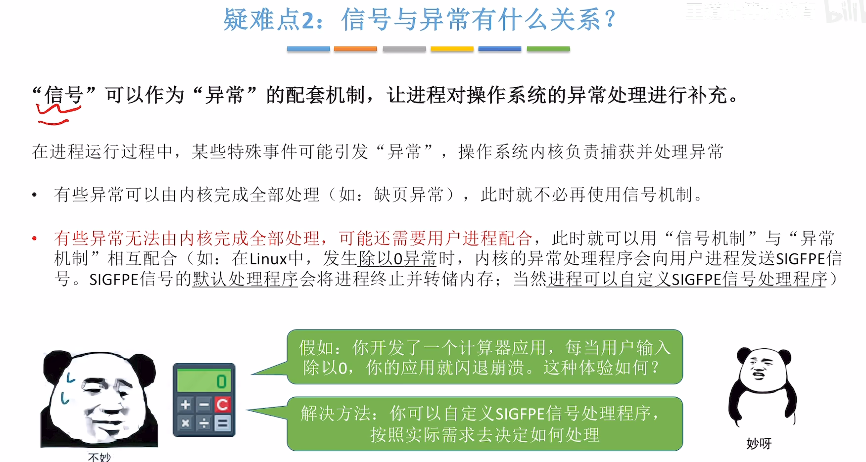 疑难点2：信号与异常有什么关系？
“信号”可以作为“异常”的配套机制，让进程对操作系统的异常处理进行补充。
在进程运行过程中，某些特殊事件可能引发“异常”，操作系统内核负责捕获并处理异常
• 有些异常可以由内核完成全部处理（如：缺页异常），此时就不必再使用信号机制。
• 有些异常无法由内核完成全部处理，可能还需要用户进程配合，此时就可以用“信号机制”与“异常
机制”相互配合（如：在Linux中，发生除以0异常时，内核的异常处理程序会向用户进程发送SIGFPE信
号。SIGFPE信号的默认处理程序会将进程终止并转储内存；当然进程可以自定义SIGFPE信号处理程序）
假如：你开发了一个计算器应用，每当用户输入
除以0，你的应用就闪退崩溃。这种体验如何？
0
+ − C
× ÷ =
解决方法：你可以自定义SIGFPE信号处理程序，
按照实际需求去决定如何处理
不妙
妙呀